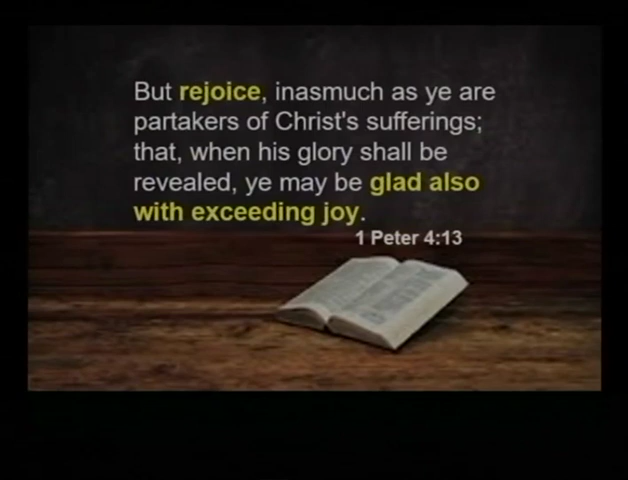 But rejoice, inasmuch as ye are
partakers of Christ's sufferings;
that, when his glory shall be
revealed, ye may be glad also
with exceeding joy.
1 Peter 4:13